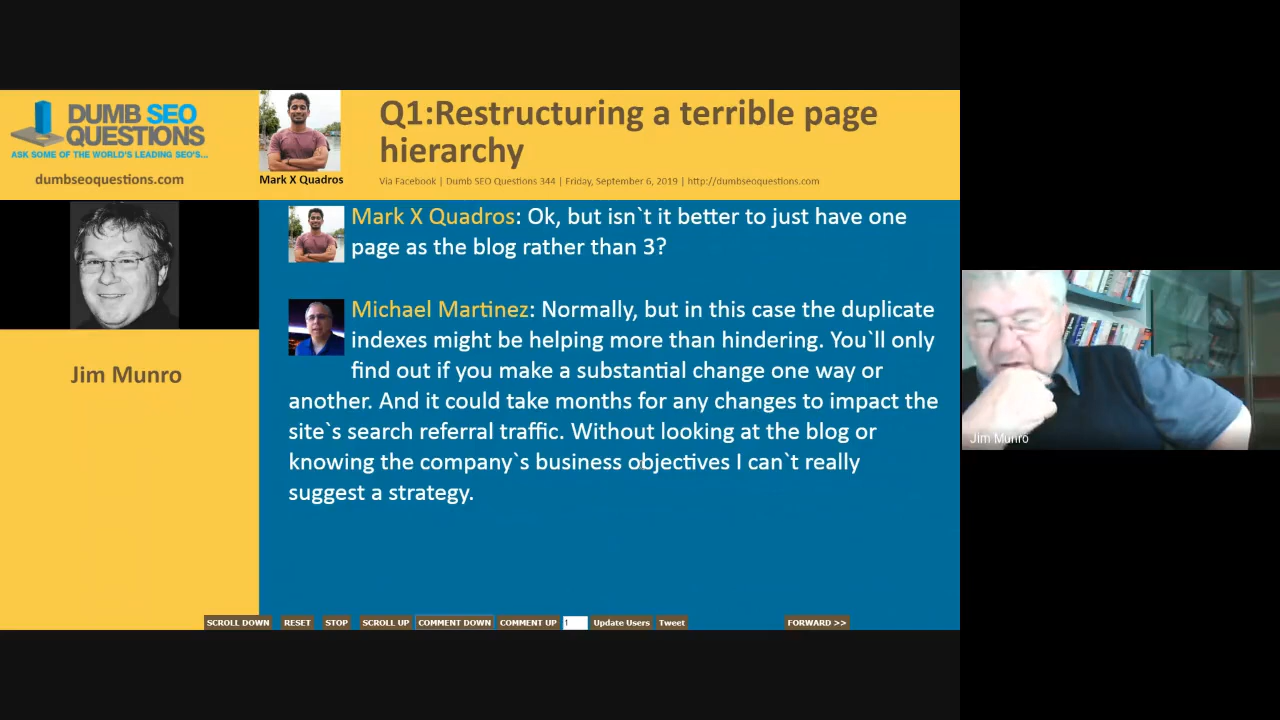 DUMB SEO
QUESTIONS
ASK SOME OF THE WORLD'S LEADING SEO'S...
dumbseoquestions.com
Mark X Quadros
Q1:Restructuring a terrible page
hierarchy
Via Facebook | Dumb SEO Questions 344 | Friday, September 6, 2019 | http://dumbseoquestions.com
Jim Munro
Mark X Quadros: Ok, but isn`t it better to just have one
page as the blog rather than 3?
Michael Martinez: Normally, but in this case the duplicate
indexes might be helping more than hindering. You`ll only
find out if you make a substantial change one way or
another. And it could take months for any changes to impact the
site`s search referral traffic. Without looking at the blog or
knowing the company`s business objectives I can`t really
suggest a strategy.
SCROLL DOWN RESET STOP SCROLL UP COMMENT DOWN COMMENT UP 1 Update Users Tweet FORWARD >>
Jim Munro